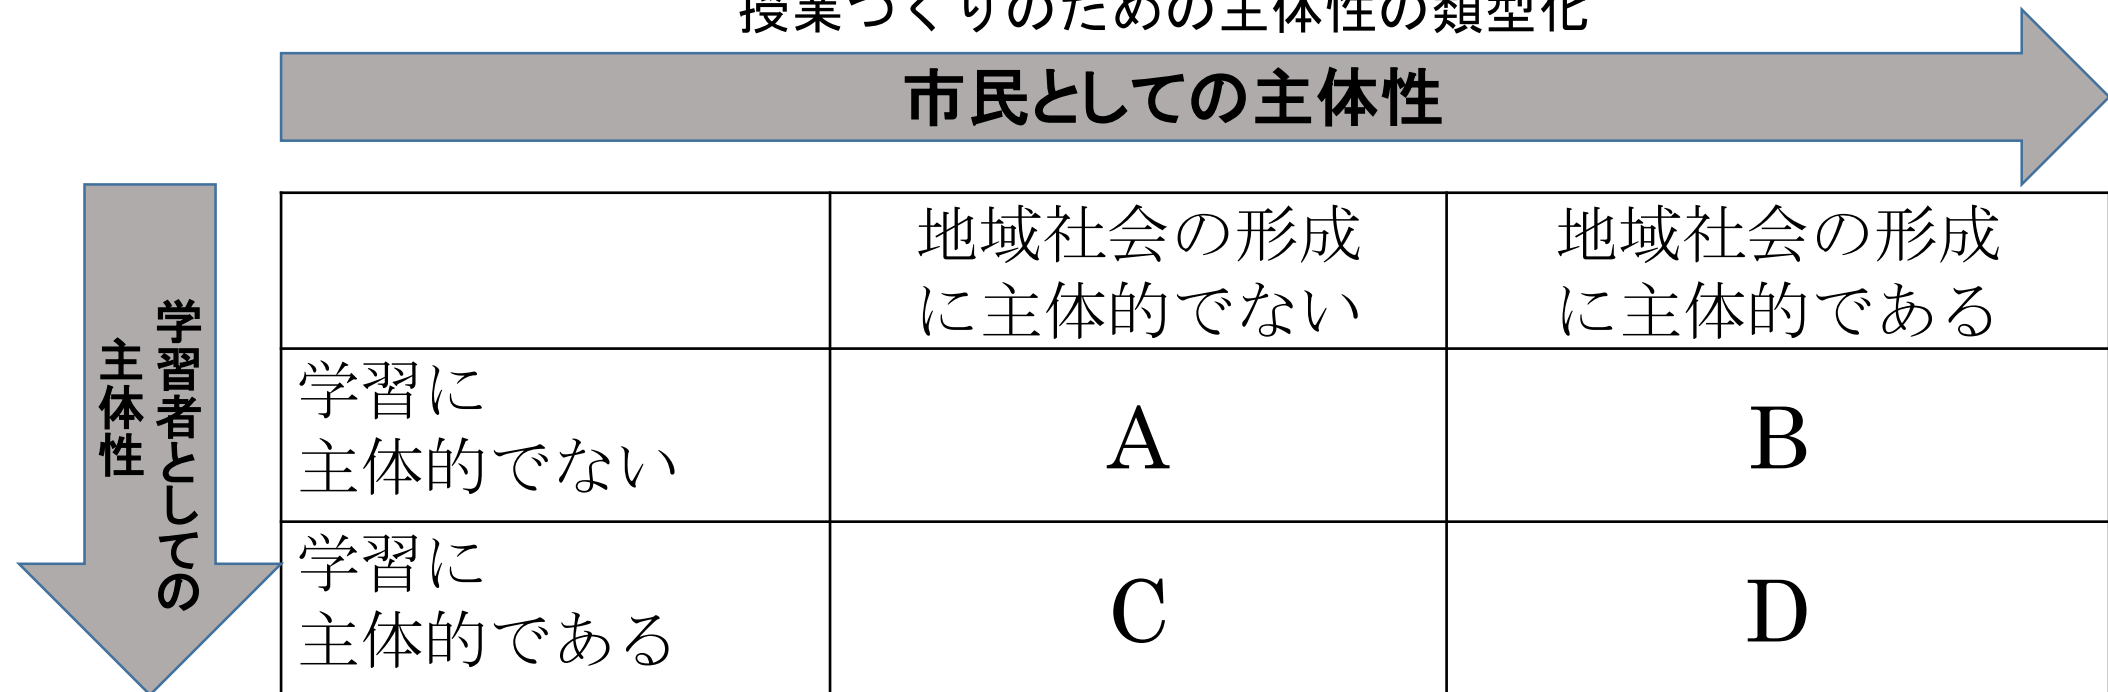 授業づくりのための主体性の類型化
市民としての主体性
学習者としての
主体性
地域社会の形成
に主体的でない
地域社会の形成
に主体的である
学習に
主体的でない
A
B
学習に
主体的である
C
D